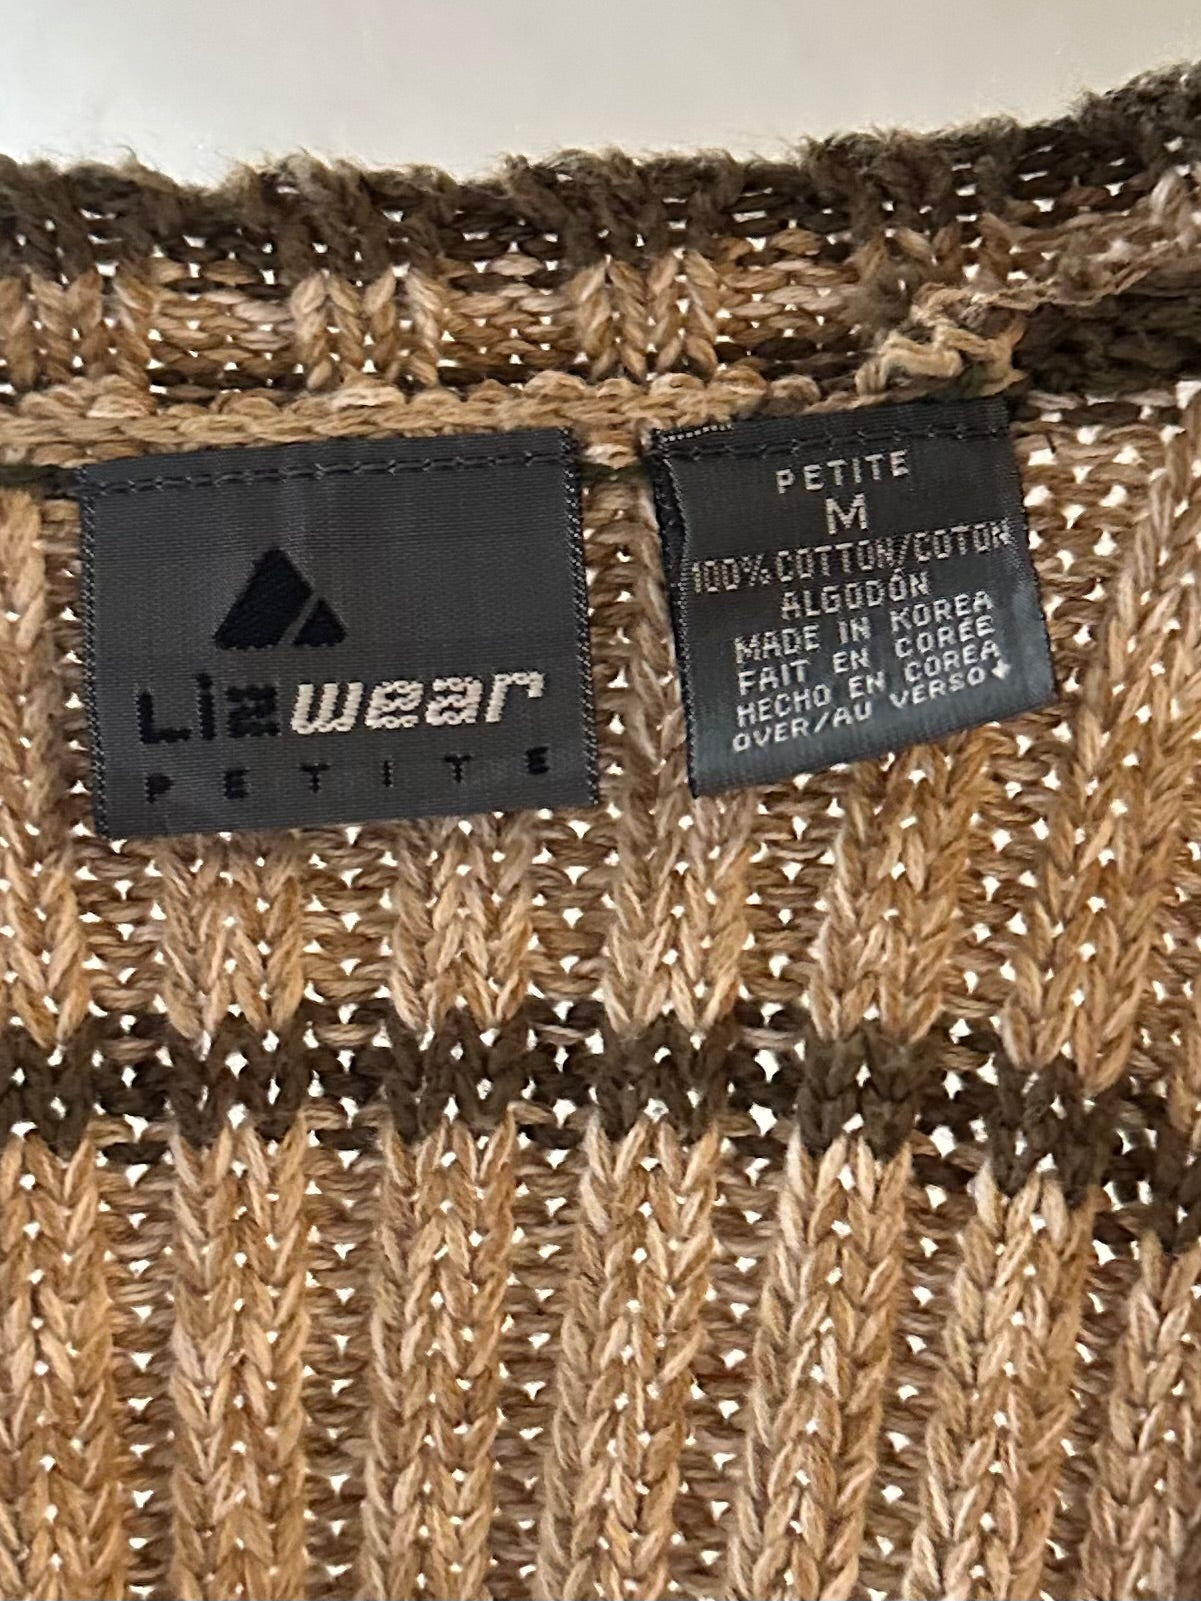 Lizwear
PETITE
PETITE
M
100% COTTON/COTON
ALGODÓN
MADE IN KOREA
FAIT EN CORÉE
HECHO EN COREA
OVER/AU VERSO↓